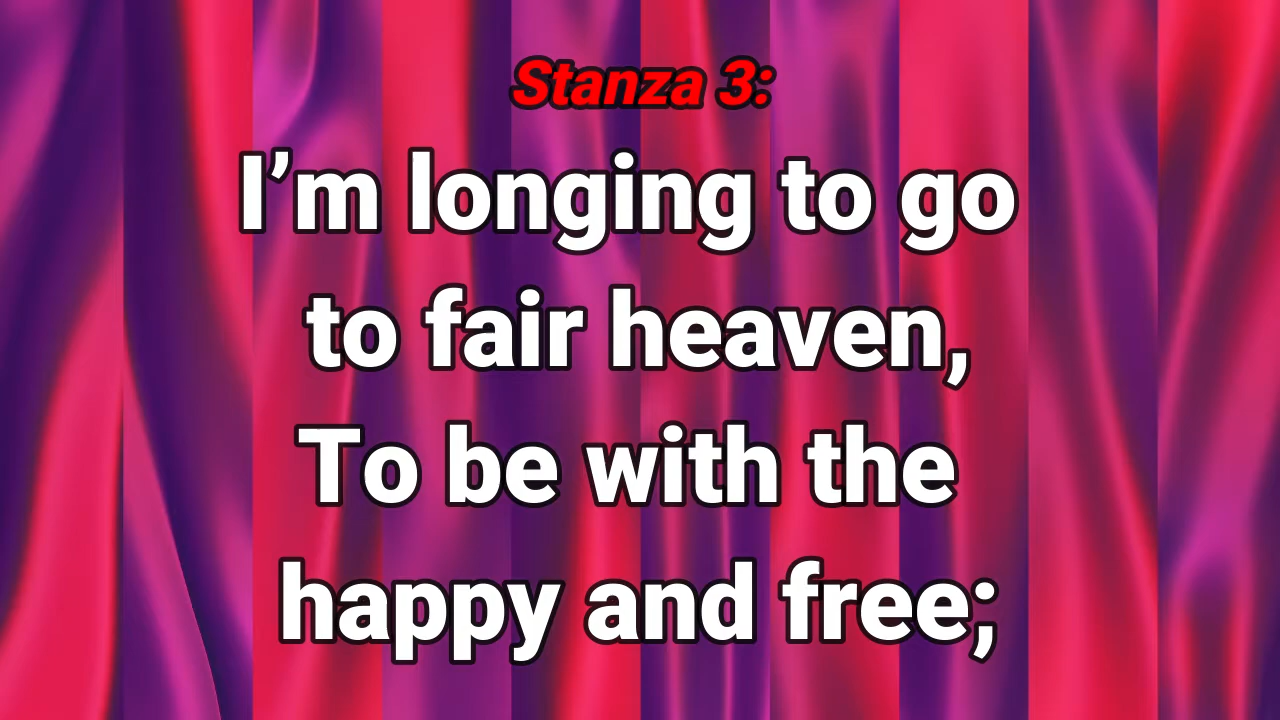 Stanza 3:
I’m longing to go
to fair heaven,
To be with the
happy and free;